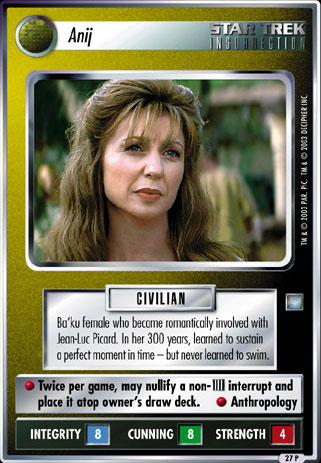 Anij
STAR TREK
INSURRECTION
TM & © 2003 PAR. PIC. TM & © 2003 DECIPHER INC.
CIVILIAN
Ba'ku female who became romantically involved with
Jean-Luc Picard. In her 300 years, learned to sustain
a perfect moment in time – but never learned to swim.
• Twice per game, may nullify a non- interrupt and
place it atop owner's draw deck. • Anthropology
INTEGRITY 8 CUNNING 8 STRENGTH 4
27 P